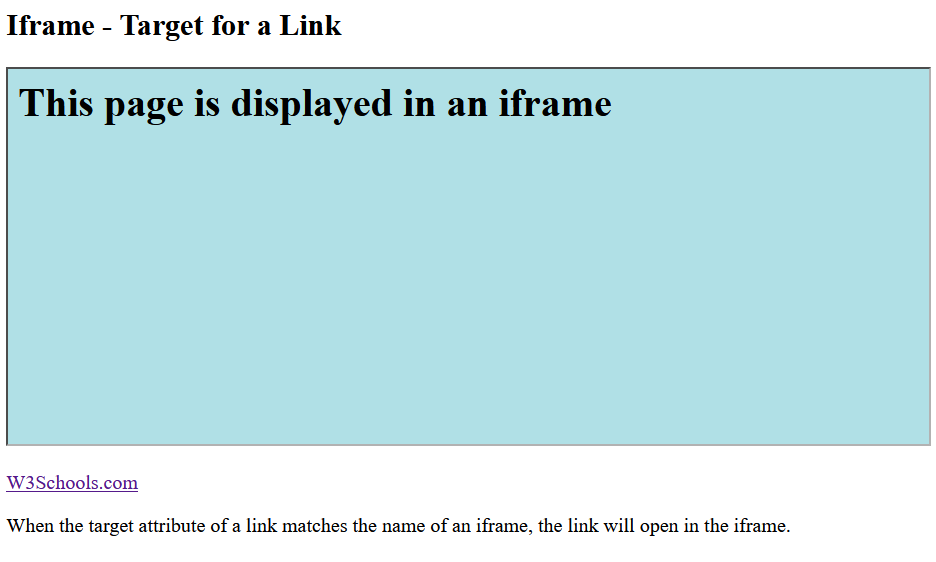 Iframe - Target for a Link
This page is displayed in an iframe
W3Schools.com
When the target attribute of a link matches the name of an iframe, the link will open in the iframe.